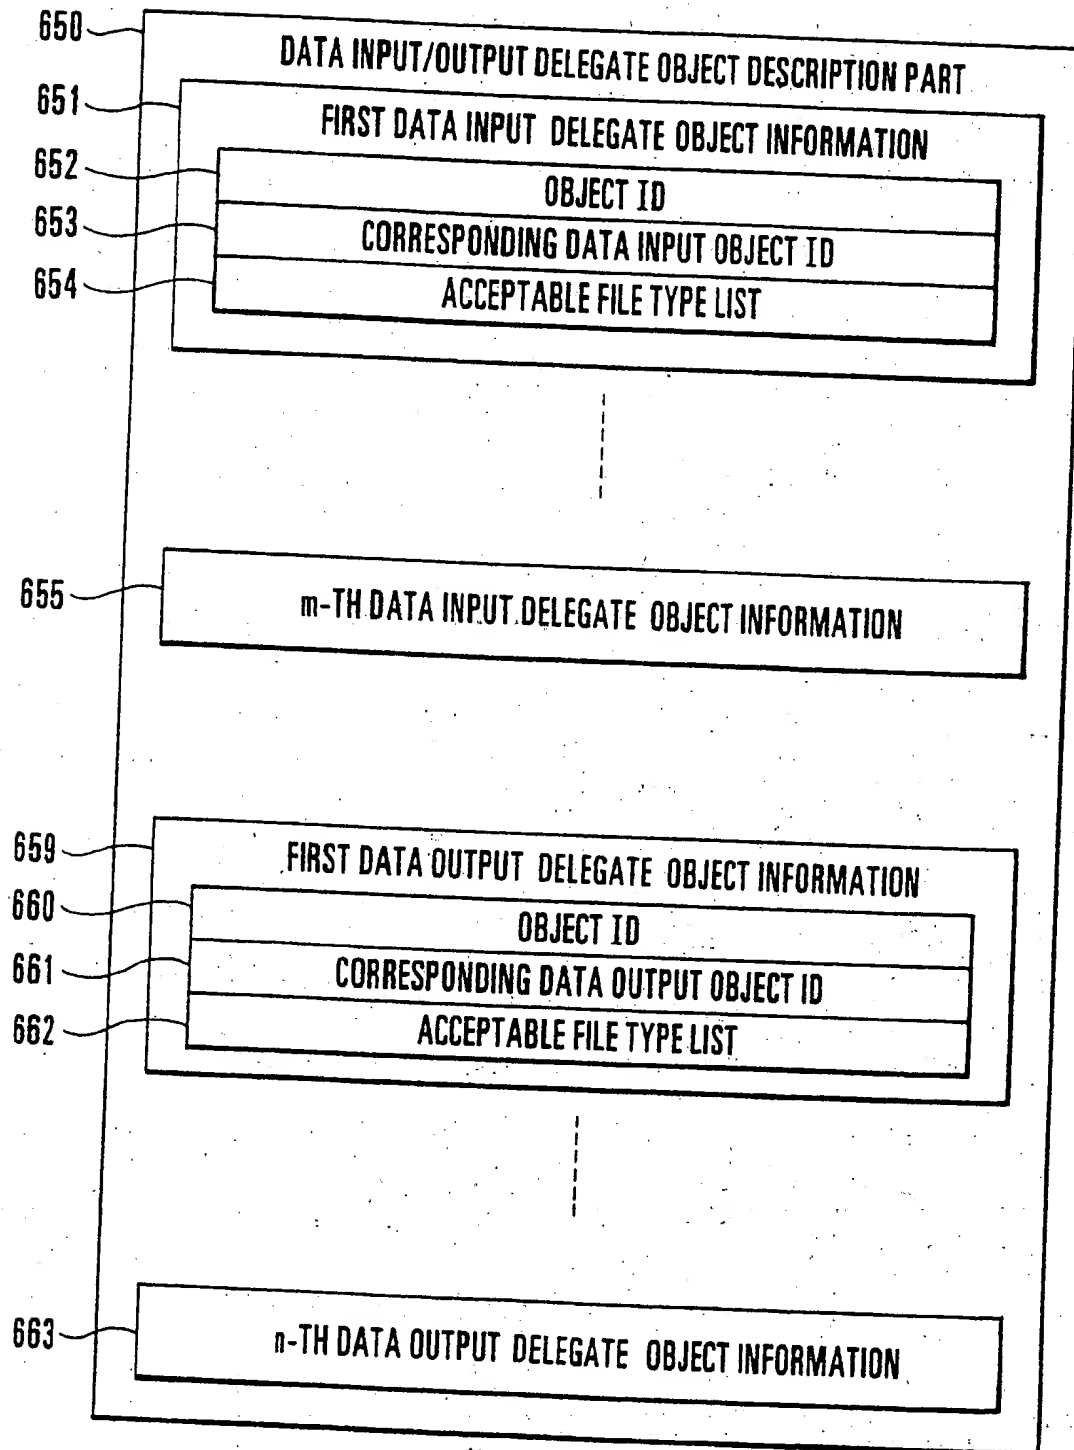 650
DATA INPUT/OUTPUT DELEGATE OBJECT DESCRIPTION PART
651
FIRST DATA INPUT DELEGATE OBJECT INFORMATION
652
OBJECT ID
653
CORRESPONDING DATA INPUT OBJECT ID
654
ACCEPTABLE FILE TYPE LIST
655
m-TH DATA INPUT DELEGATE OBJECT INFORMATION
659
FIRST DATA OUTPUT DELEGATE OBJECT INFORMATION
660
OBJECT ID
661
CORRESPONDING DATA OUTPUT OBJECT ID
662
ACCEPTABLE FILE TYPE LIST
663
n-TH DATA OUTPUT DELEGATE OBJECT INFORMATION